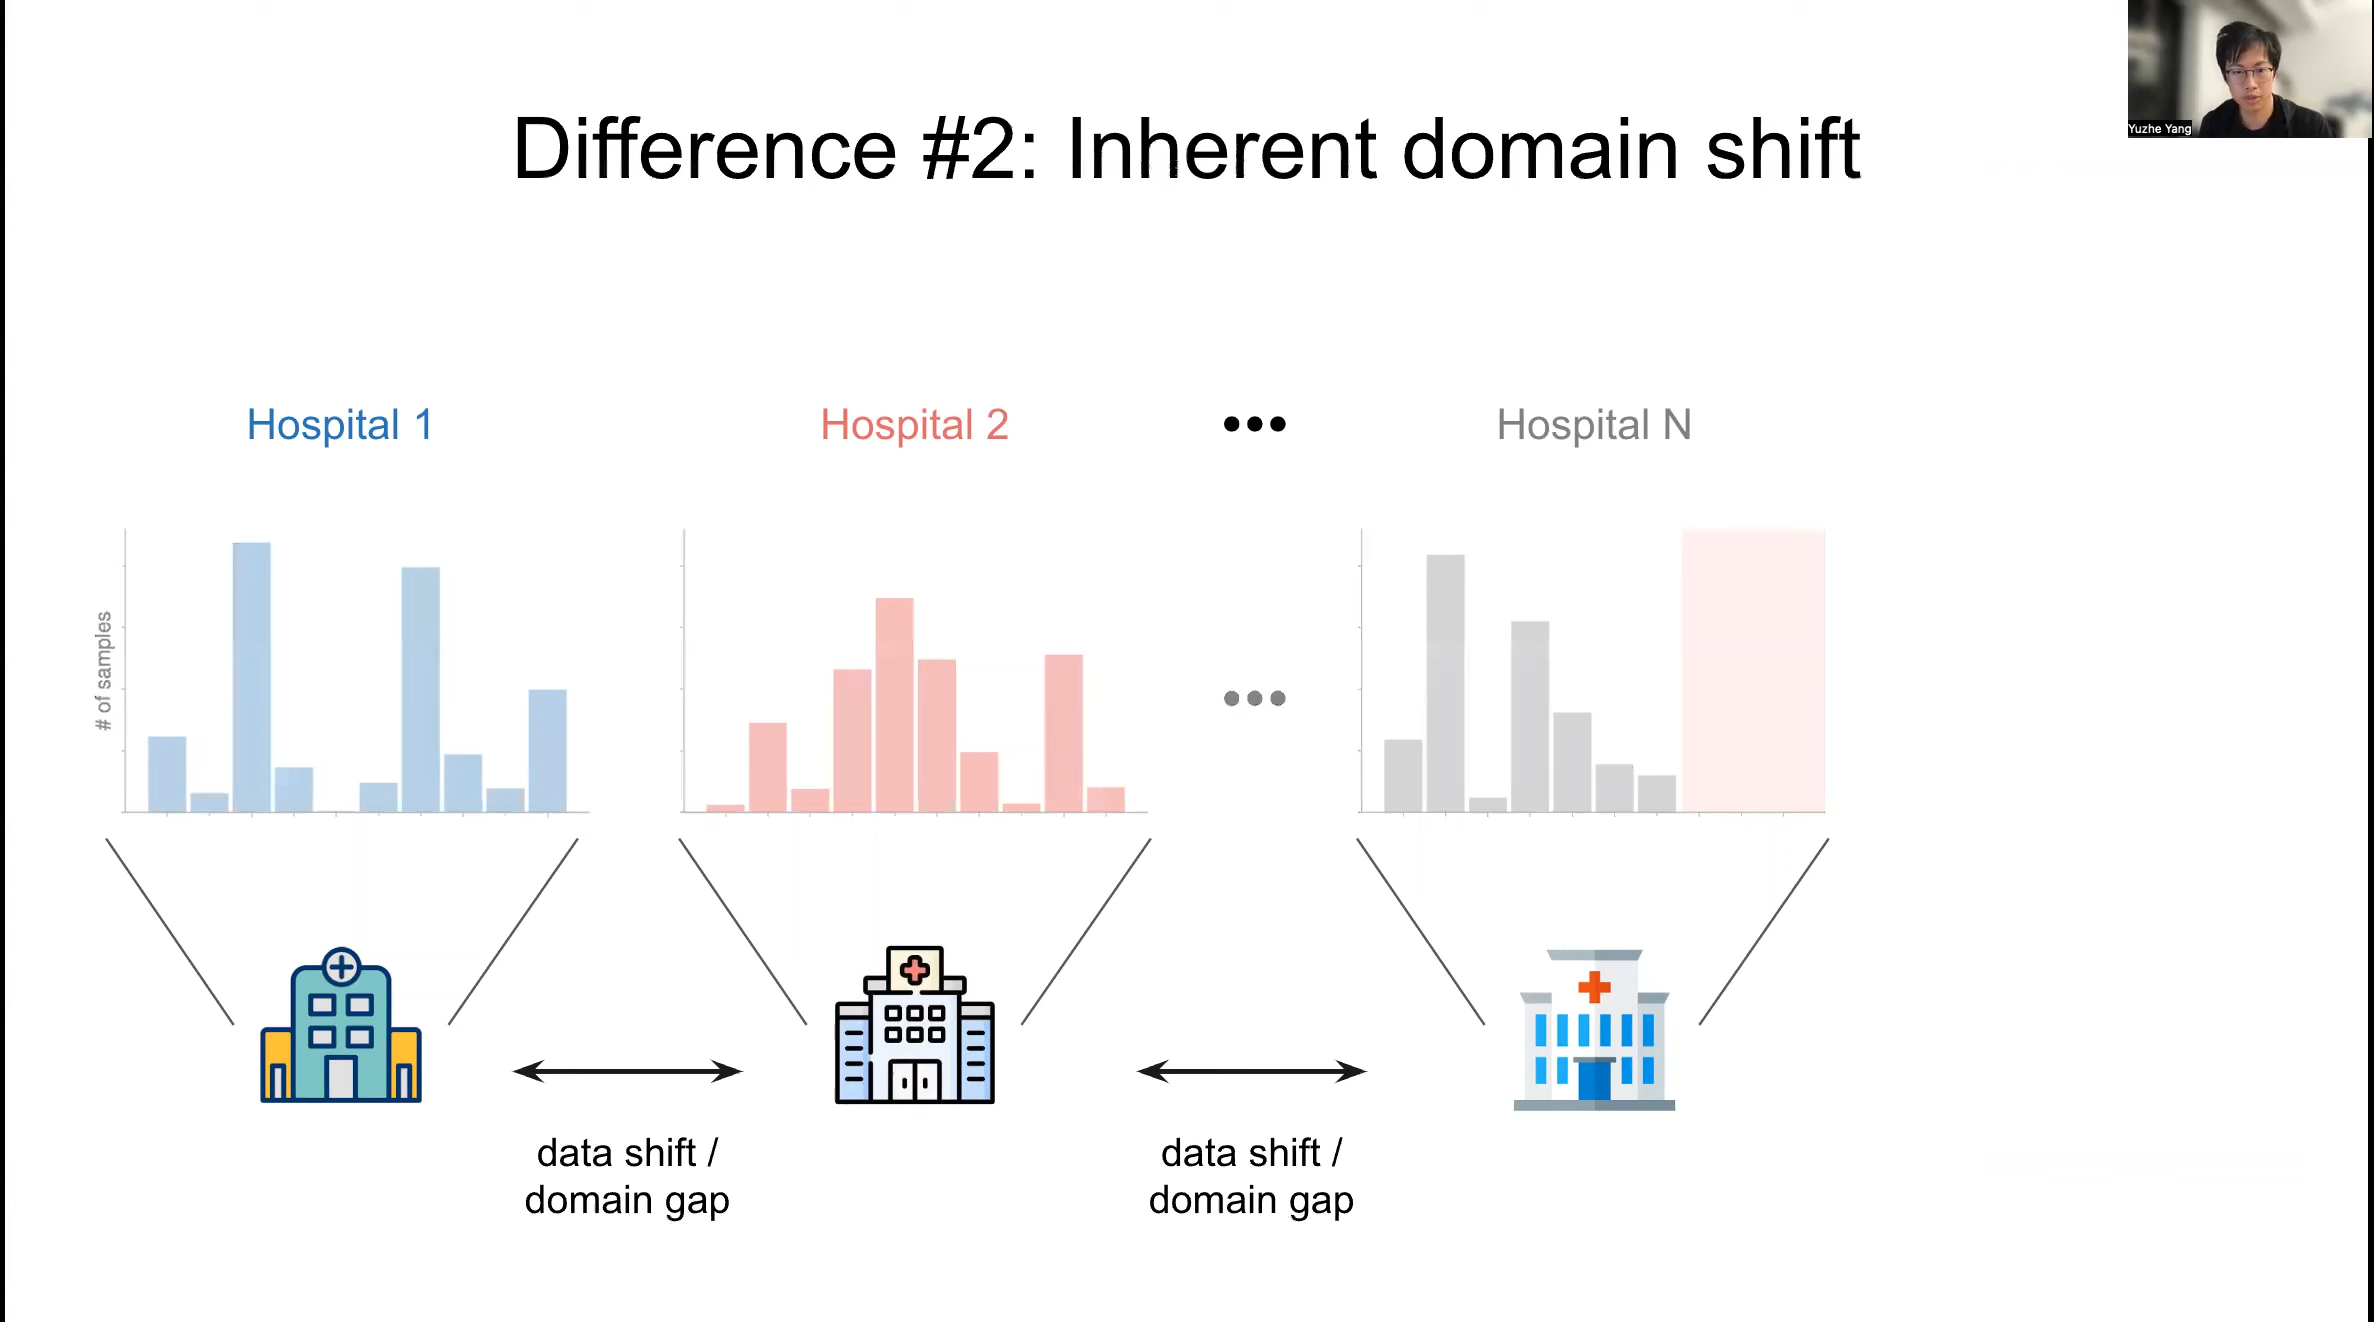 Yuzhe Yang
Difference #2: Inherent domain shift
Hospital 1
Hospital 2
•••
Hospital N
# of samples
•••
data shift /
domain gap
data shift /
domain gap